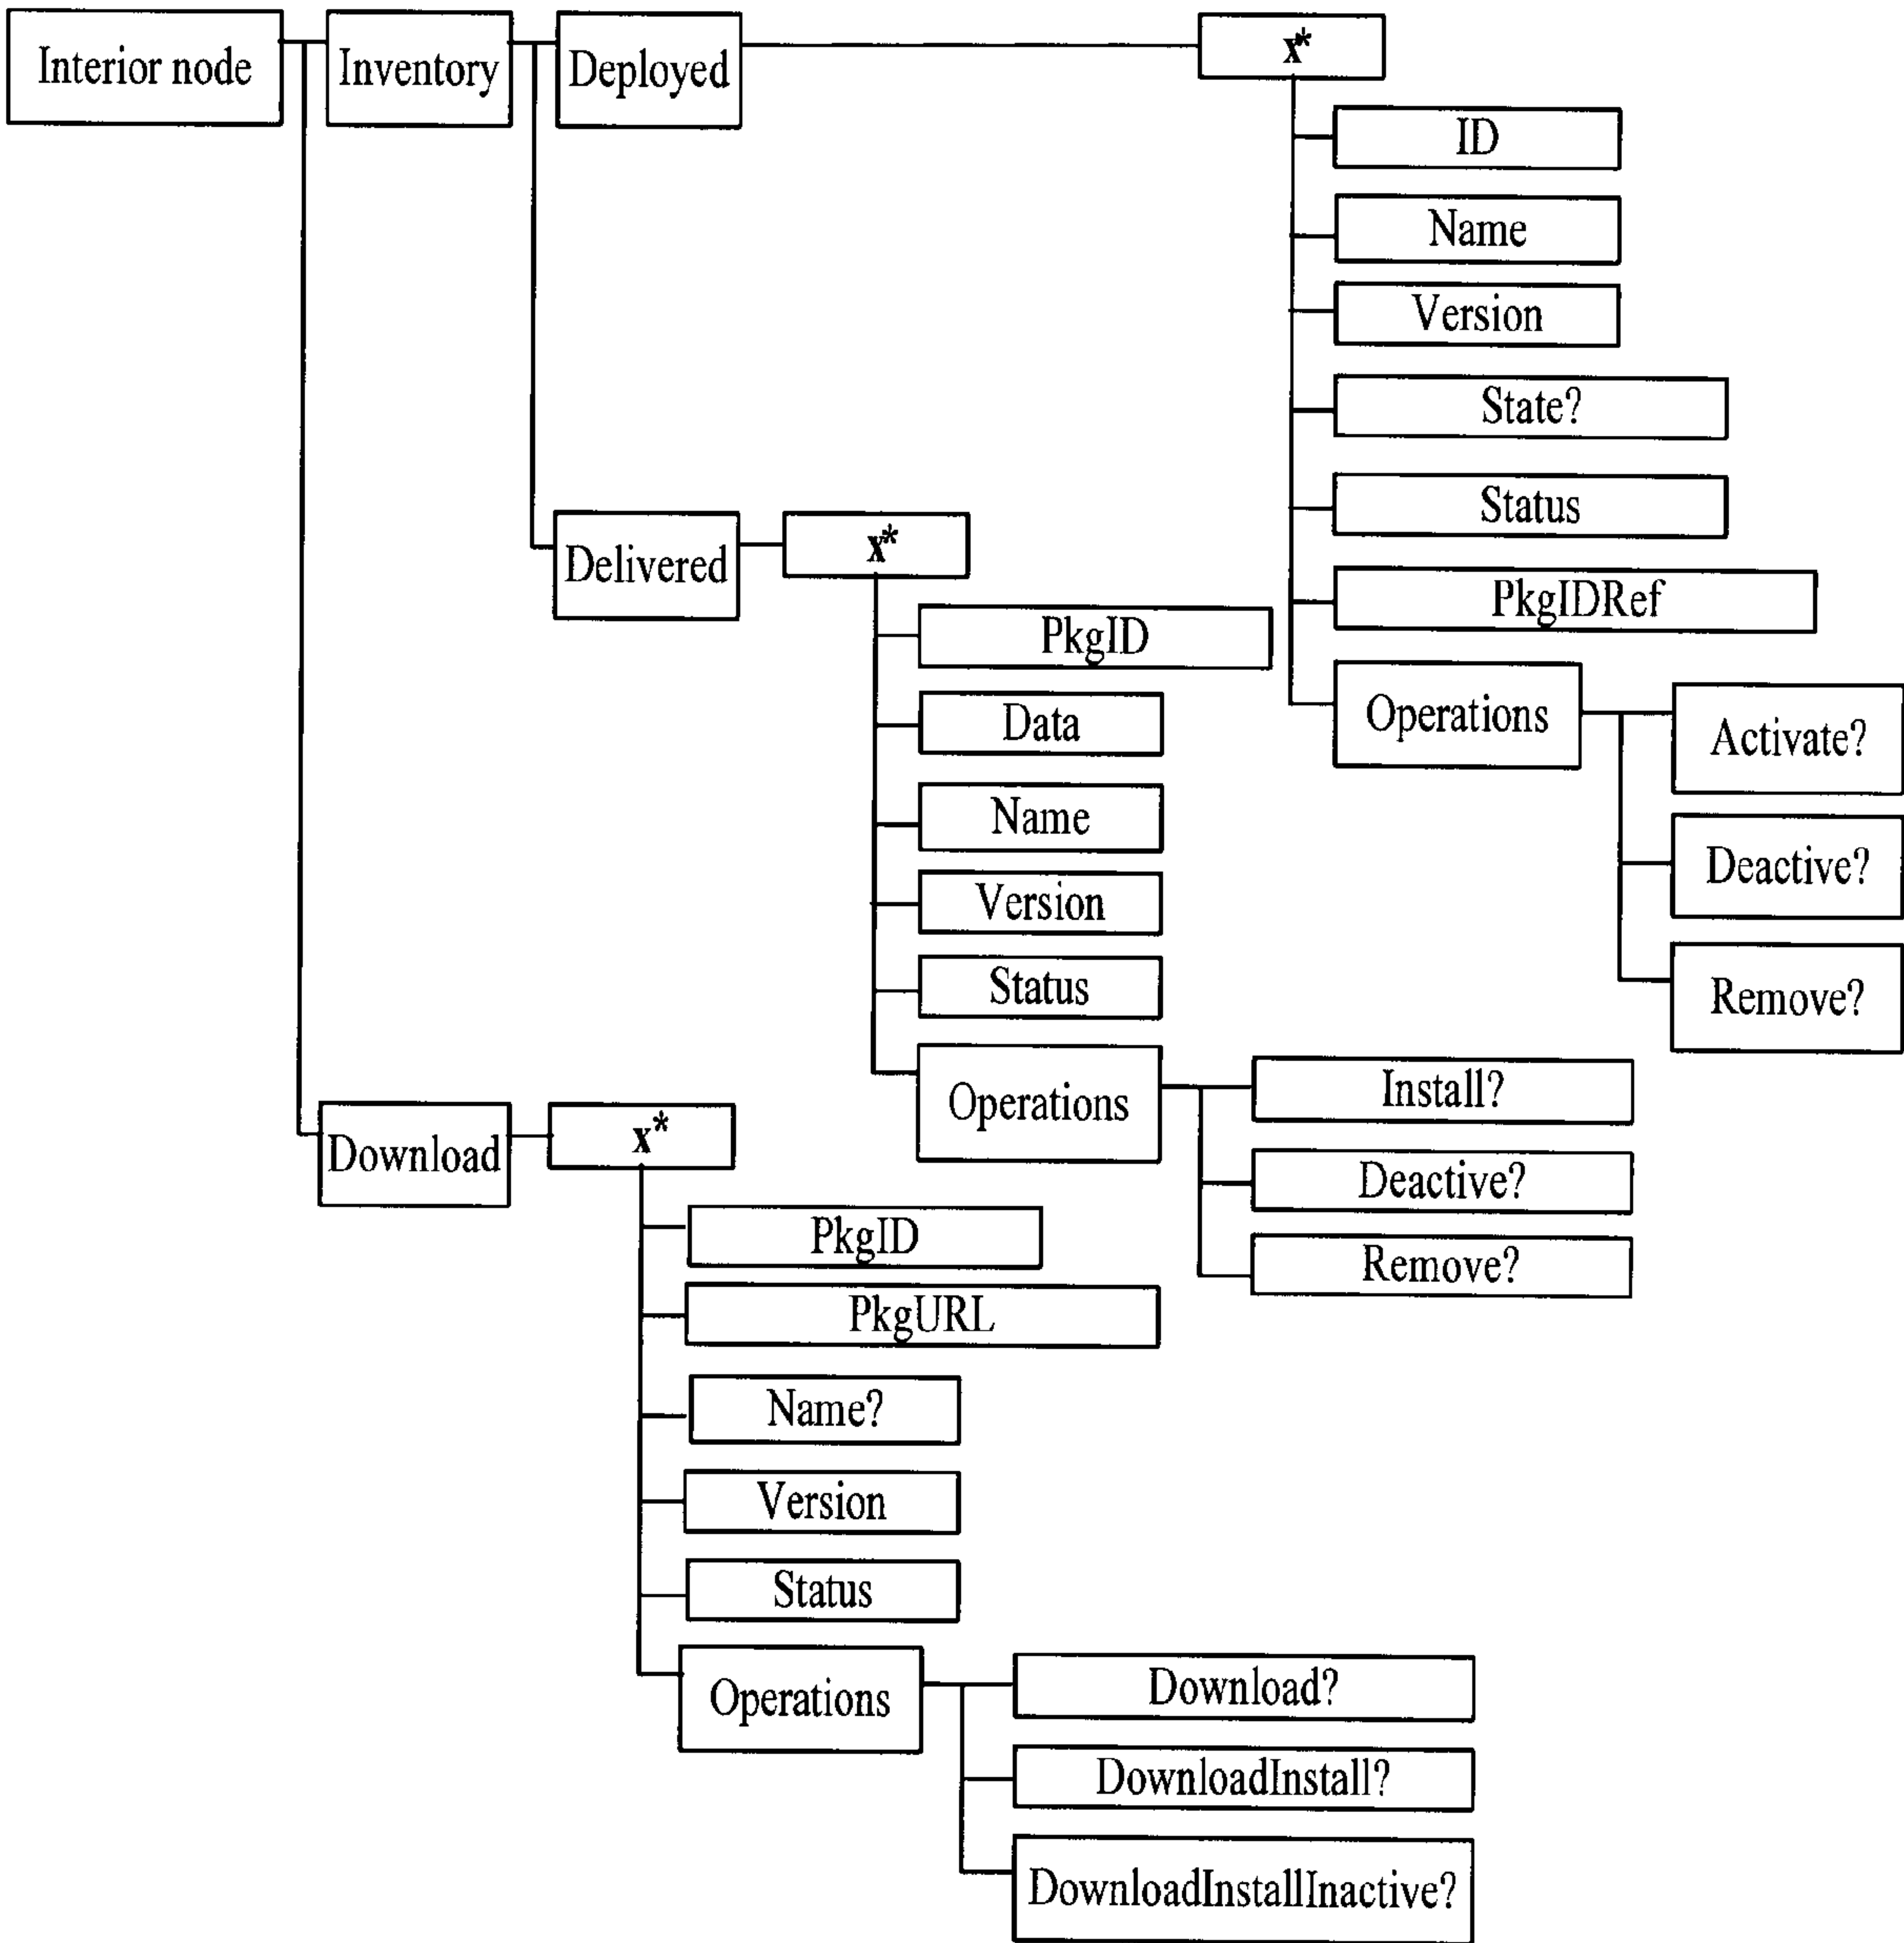 Interior node
Inventory
Deployed
x*
ID
Name
Version
State?
Status
PkgIDRef
Operations
Activate?
Deactive?
Remove?
Delivered
x*
PkgID
Data
Name
Version
Status
Operations
Install?
Deactive?
Remove?
Download
x*
PkgID
PkgURL
Name?
Version
Status
Operations
Download?
DownloadInstall?
DownloadInstallInactive?